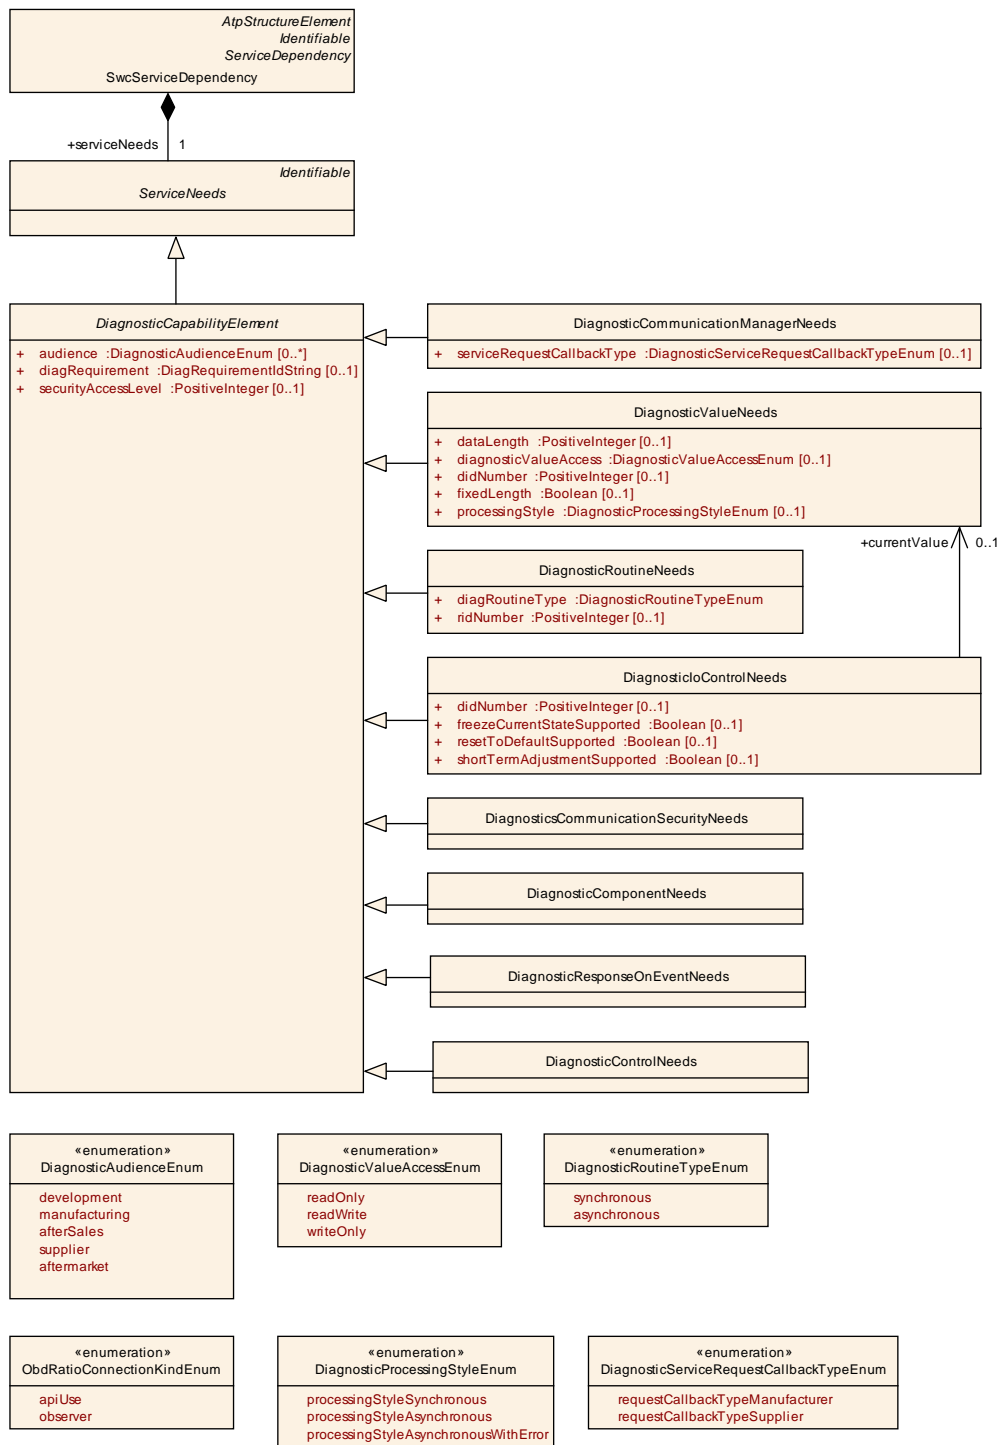 AtpStructureElement
Identifiable
ServiceDependency
SwcServiceDependency
+serviceNeeds 1
Identifiable
ServiceNeeds
DiagnosticCapabilityElement
+ audience :DiagnosticAudienceEnum [0..*]
+ diagRequirement :DiagRequirementIdString [0..1]
+ securityAccessLevel :PositiveInteger [0..1]
DiagnosticCommunicationManagerNeeds
+ serviceRequestCallbackType :DiagnosticServiceRequestCallbackTypeEnum [0..1]
DiagnosticValueNeeds
+ dataLength :PositiveInteger [0..1]
+ diagnosticValueAccess :DiagnosticValueAccessEnum [0..1]
+ didNumber :PositiveInteger [0..1]
+ fixedLength :Boolean [0..1]
+ processingStyle :DiagnosticProcessingStyleEnum [0..1]
+currentValue 0..1
DiagnosticRoutineNeeds
+ diagRoutineType :DiagnosticRoutineTypeEnum
+ ridNumber :PositiveInteger [0..1]
DiagnosticIoControlNeeds
+ didNumber :PositiveInteger [0..1]
+ freezeCurrentStateSupported :Boolean [0..1]
+ resetToDefaultSupported :Boolean [0..1]
+ shortTermAdjustmentSupported :Boolean [0..1]
DiagnosticsCommunicationSecurityNeeds
DiagnosticComponentNeeds
DiagnosticResponseOnEventNeeds
DiagnosticControlNeeds
«enumeration»
DiagnosticAudienceEnum
development
manufacturing
afterSales
supplier
aftermarket
«enumeration»
DiagnosticValueAccessEnum
readOnly
readWrite
writeOnly
«enumeration»
DiagnosticRoutineTypeEnum
synchronous
asynchronous
«enumeration»
ObdRatioConnectionKindEnum
apiUse
observer
«enumeration»
DiagnosticProcessingStyleEnum
processingStyleSynchronous
processingStyleAsynchronous
processingStyleAsynchronousWithError
«enumeration»
DiagnosticServiceRequestCallbackTypeEnum
requestCallbackTypeManufacturer
requestCallbackTypeSupplier